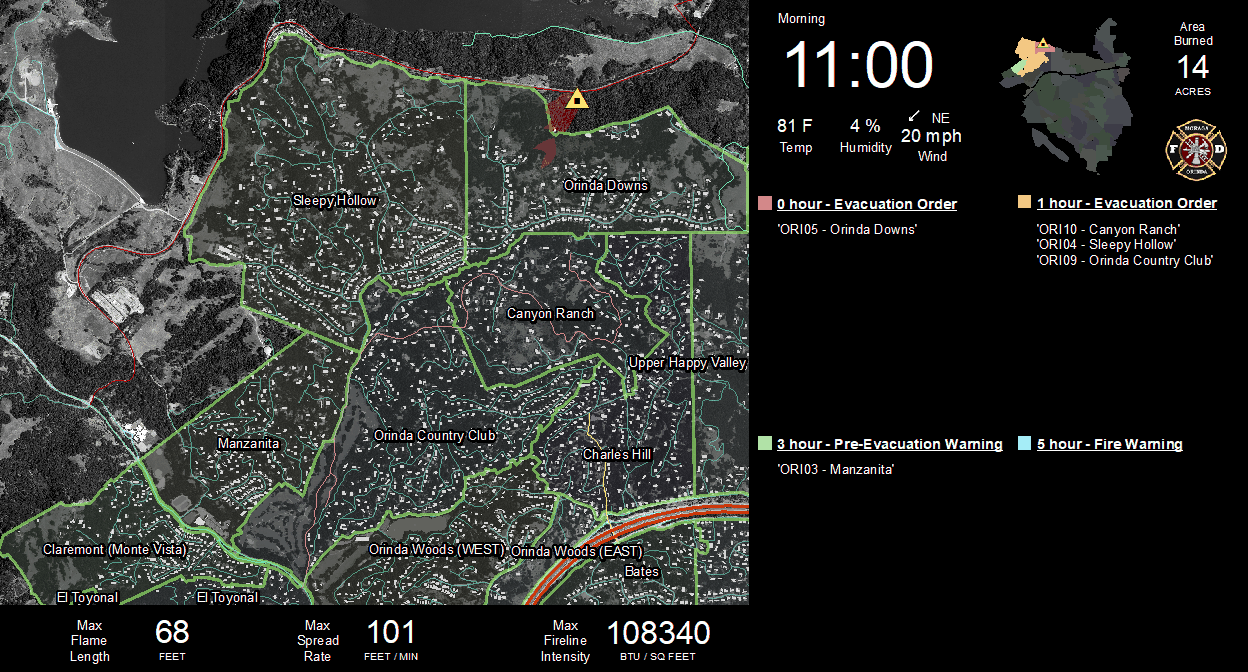 Morning
11:00
Area
Burned
14
ACRES
81 F
Temp
4 %
Humidity
NE
20 mph
Wind
MORAGA
F D
ORINDA
0 hour - Evacuation Order
'ORI05 - Orinda Downs'
1 hour - Evacuation Order
'ORI10 - Canyon Ranch'
'ORI04 - Sleepy Hollow'
'ORI09 - Orinda Country Club'
3 hour - Pre-Evacuation Warning
'ORI03 - Manzanita'
5 hour - Fire Warning
Orinda Downs
Sleepy Hollow
Canyon Ranch
Upper Happy Valley,
Orinda Country Club
Manzanita
Charles Hill
Claremont (Monte Vista)
Orinda Woods (WEST)
Orinda Woods (EAST)
Bates
El Toyonal
El Toyonal
Max
Flame
Length
68
FEET
Max
Spread
Rate
101
FEET / MIN
Max
Fireline
Intensity
108340
BTU / SQ FEET